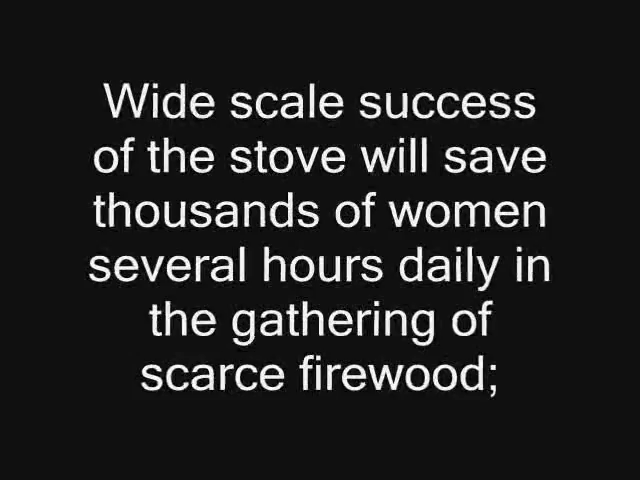 Wide scale success
of the stove will save
thousands of women
several hours daily in
the gathering of
scarce firewood;